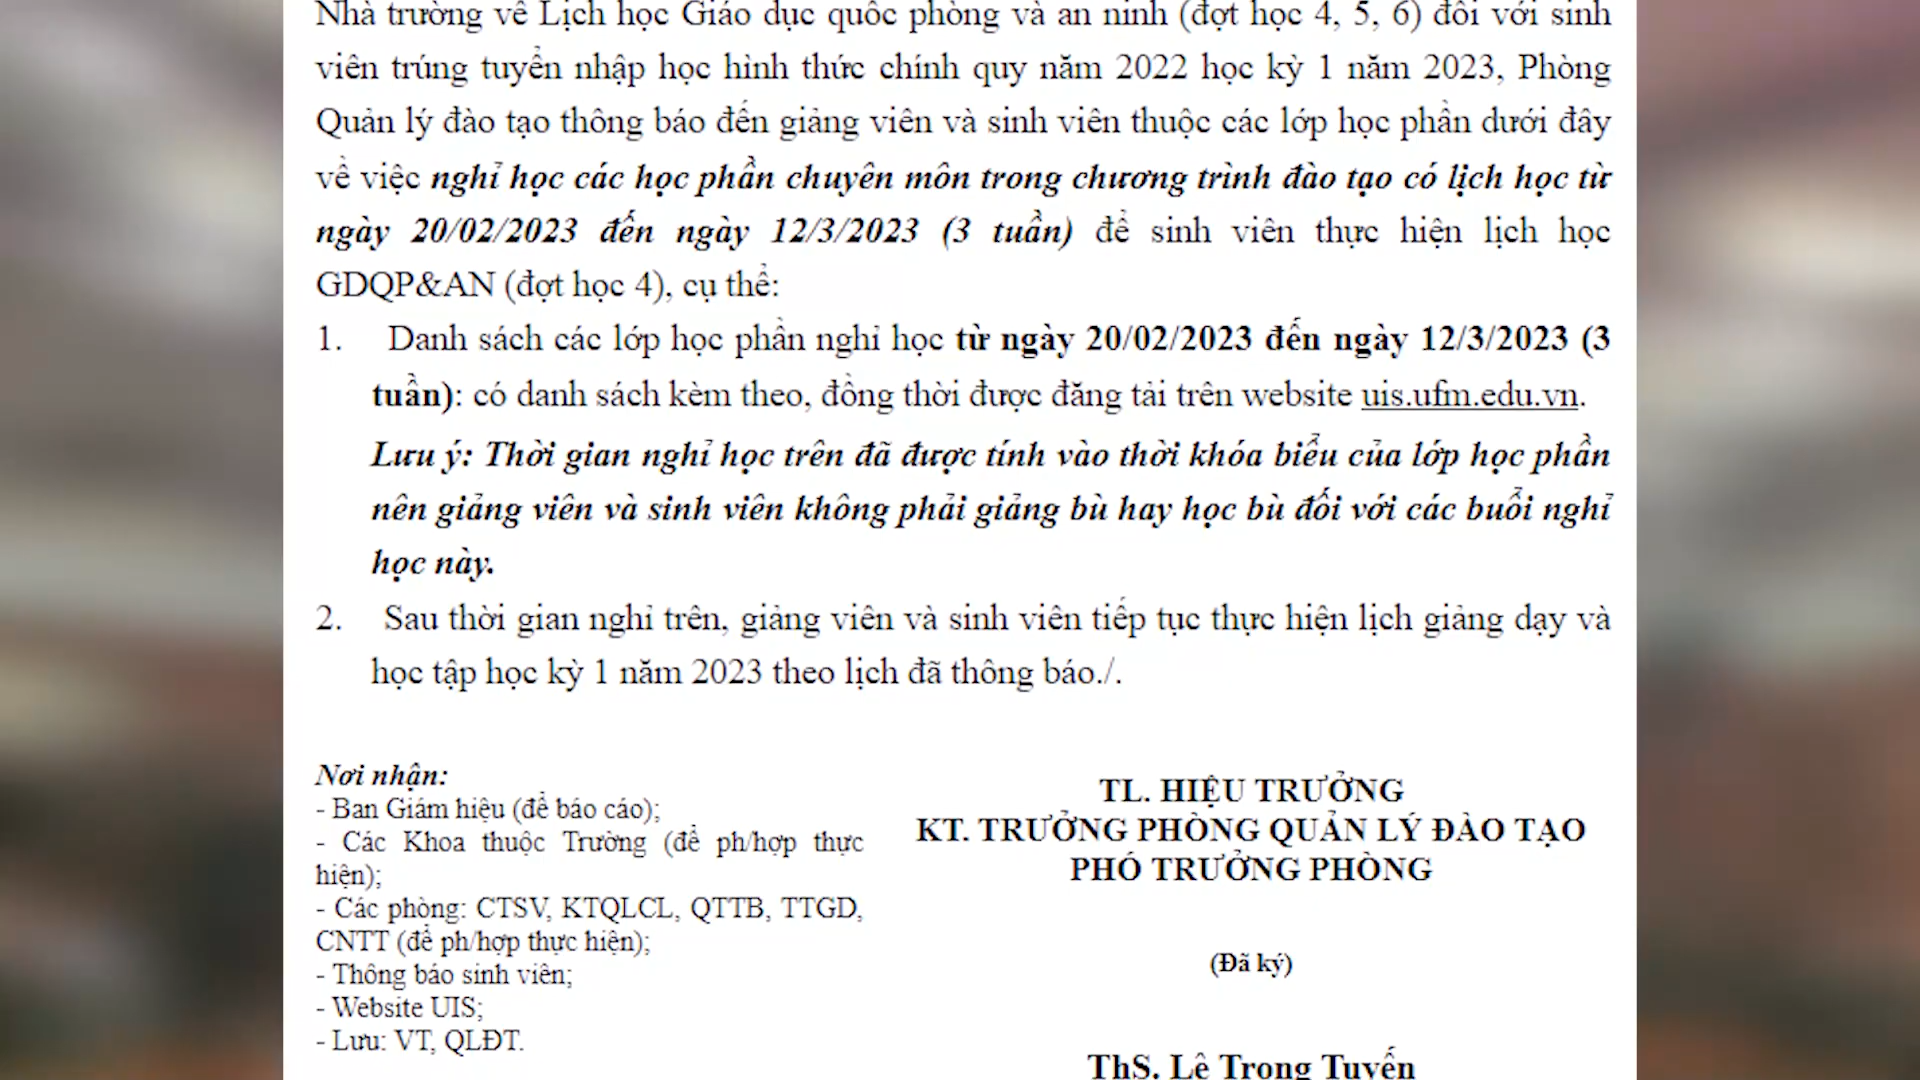 Nhà trường về Lịch học Giáo dục quốc phòng và an ninh (đợt học 4, 5, 6) đối với sinh
viên trúng tuyển nhập học hình thức chính quy năm 2022 học kỳ 1 năm 2023, Phòng
Quản lý đào tạo thông báo đến giảng viên và sinh viên thuộc các lớp học phần dưới đây
về việc nghỉ học các học phần chuyên môn trong chương trình đào tạo có lịch học từ
ngày 20/02/2023 đến ngày 12/3/2023 (3 tuần) để sinh viên thực hiện lịch học
GDQP&AN (đợt học 4), cụ thể:
1. Danh sách các lớp học phần nghỉ học từ ngày 20/02/2023 đến ngày 12/3/2023 (3
tuần): có danh sách kèm theo, đồng thời được đăng tải trên website uis.ufm.edu.vn.
Lưu ý: Thời gian nghỉ học trên đã được tính vào thời khóa biểu của lớp học phần
nên giảng viên và sinh viên không phải giảng bù hay học bù đối với các buổi nghỉ
học này.
2. Sau thời gian nghỉ trên, giảng viên và sinh viên tiếp tục thực hiện lịch giảng dạy và
học tập học kỳ 1 năm 2023 theo lịch đã thông báo./.
Nơi nhận:
- Ban Giám hiệu (để báo cáo);
- Các Khoa thuộc Trường (để ph/hợp thực
hiện);
- Các phòng: CTSV, KTQLCL, QTTB, TTGD,
CNTT (để ph/hợp thực hiện);
- Thông báo sinh viên;
- Website UIS;
- Lưu: VT, QLĐT.
TL. HIỆU TRƯỞNG
KT. TRƯỞNG PHÒNG QUẢN LÝ ĐÀO TẠO
PHÓ TRƯỞNG PHÒNG
(Đã ký)
ThS. Lê Trọng Tuyến